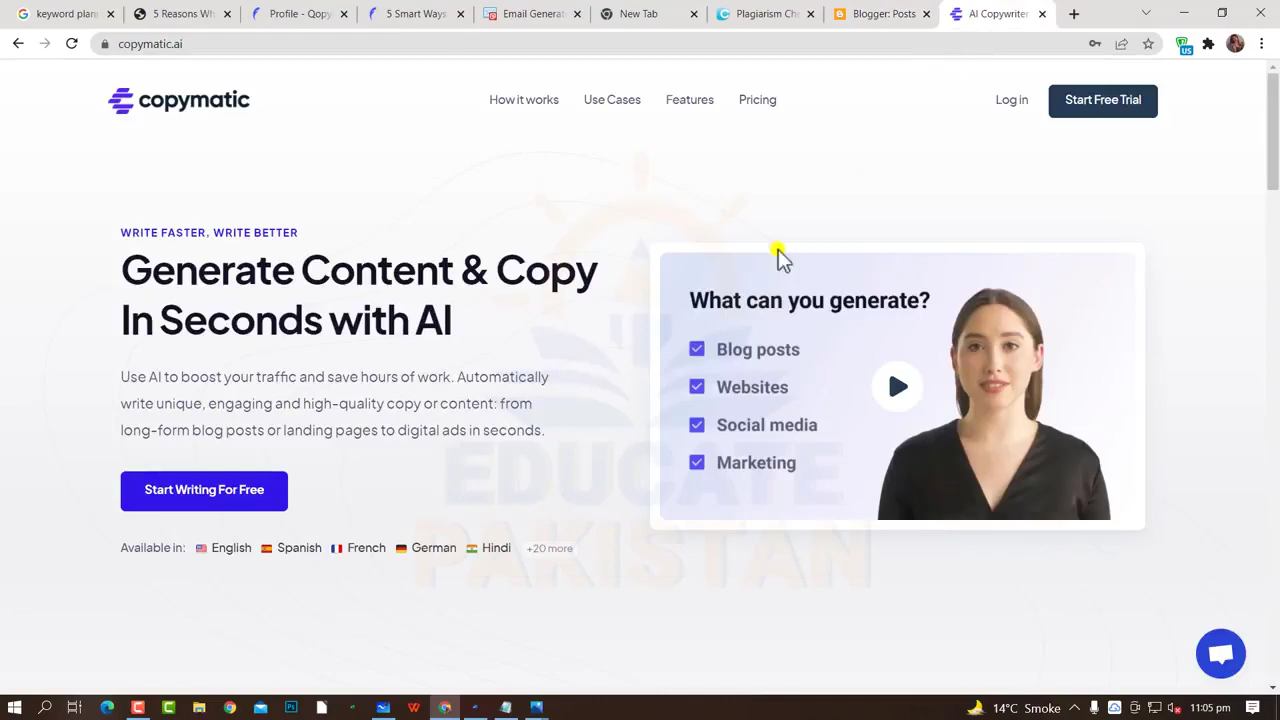 keyword plan
5 Reasons Wh
Profile - Qopy
5 Smart Ways
Email Generat
New Tab
Plagiarism Che
Blogger: Posts
AI Copywriter
copymatic.ai
US
copymatic
How it works
Use Cases
Features
Pricing
Log in
Start Free Trial
WRITE FASTER, WRITE BETTER
Generate Content & Copy
In Seconds with AI
Use AI to boost your traffic and save hours of work. Automatically
write unique, engaging and high-quality copy or content: from
long-form blog posts or landing pages to digital ads in seconds.
Start Writing For Free
Available in: English Spanish French German Hindi +20 more
What can you generate?
Blog posts
Websites
Social media
Marketing
EDUCATE
PAKISTAN
14°C Smoke
11:05 pm